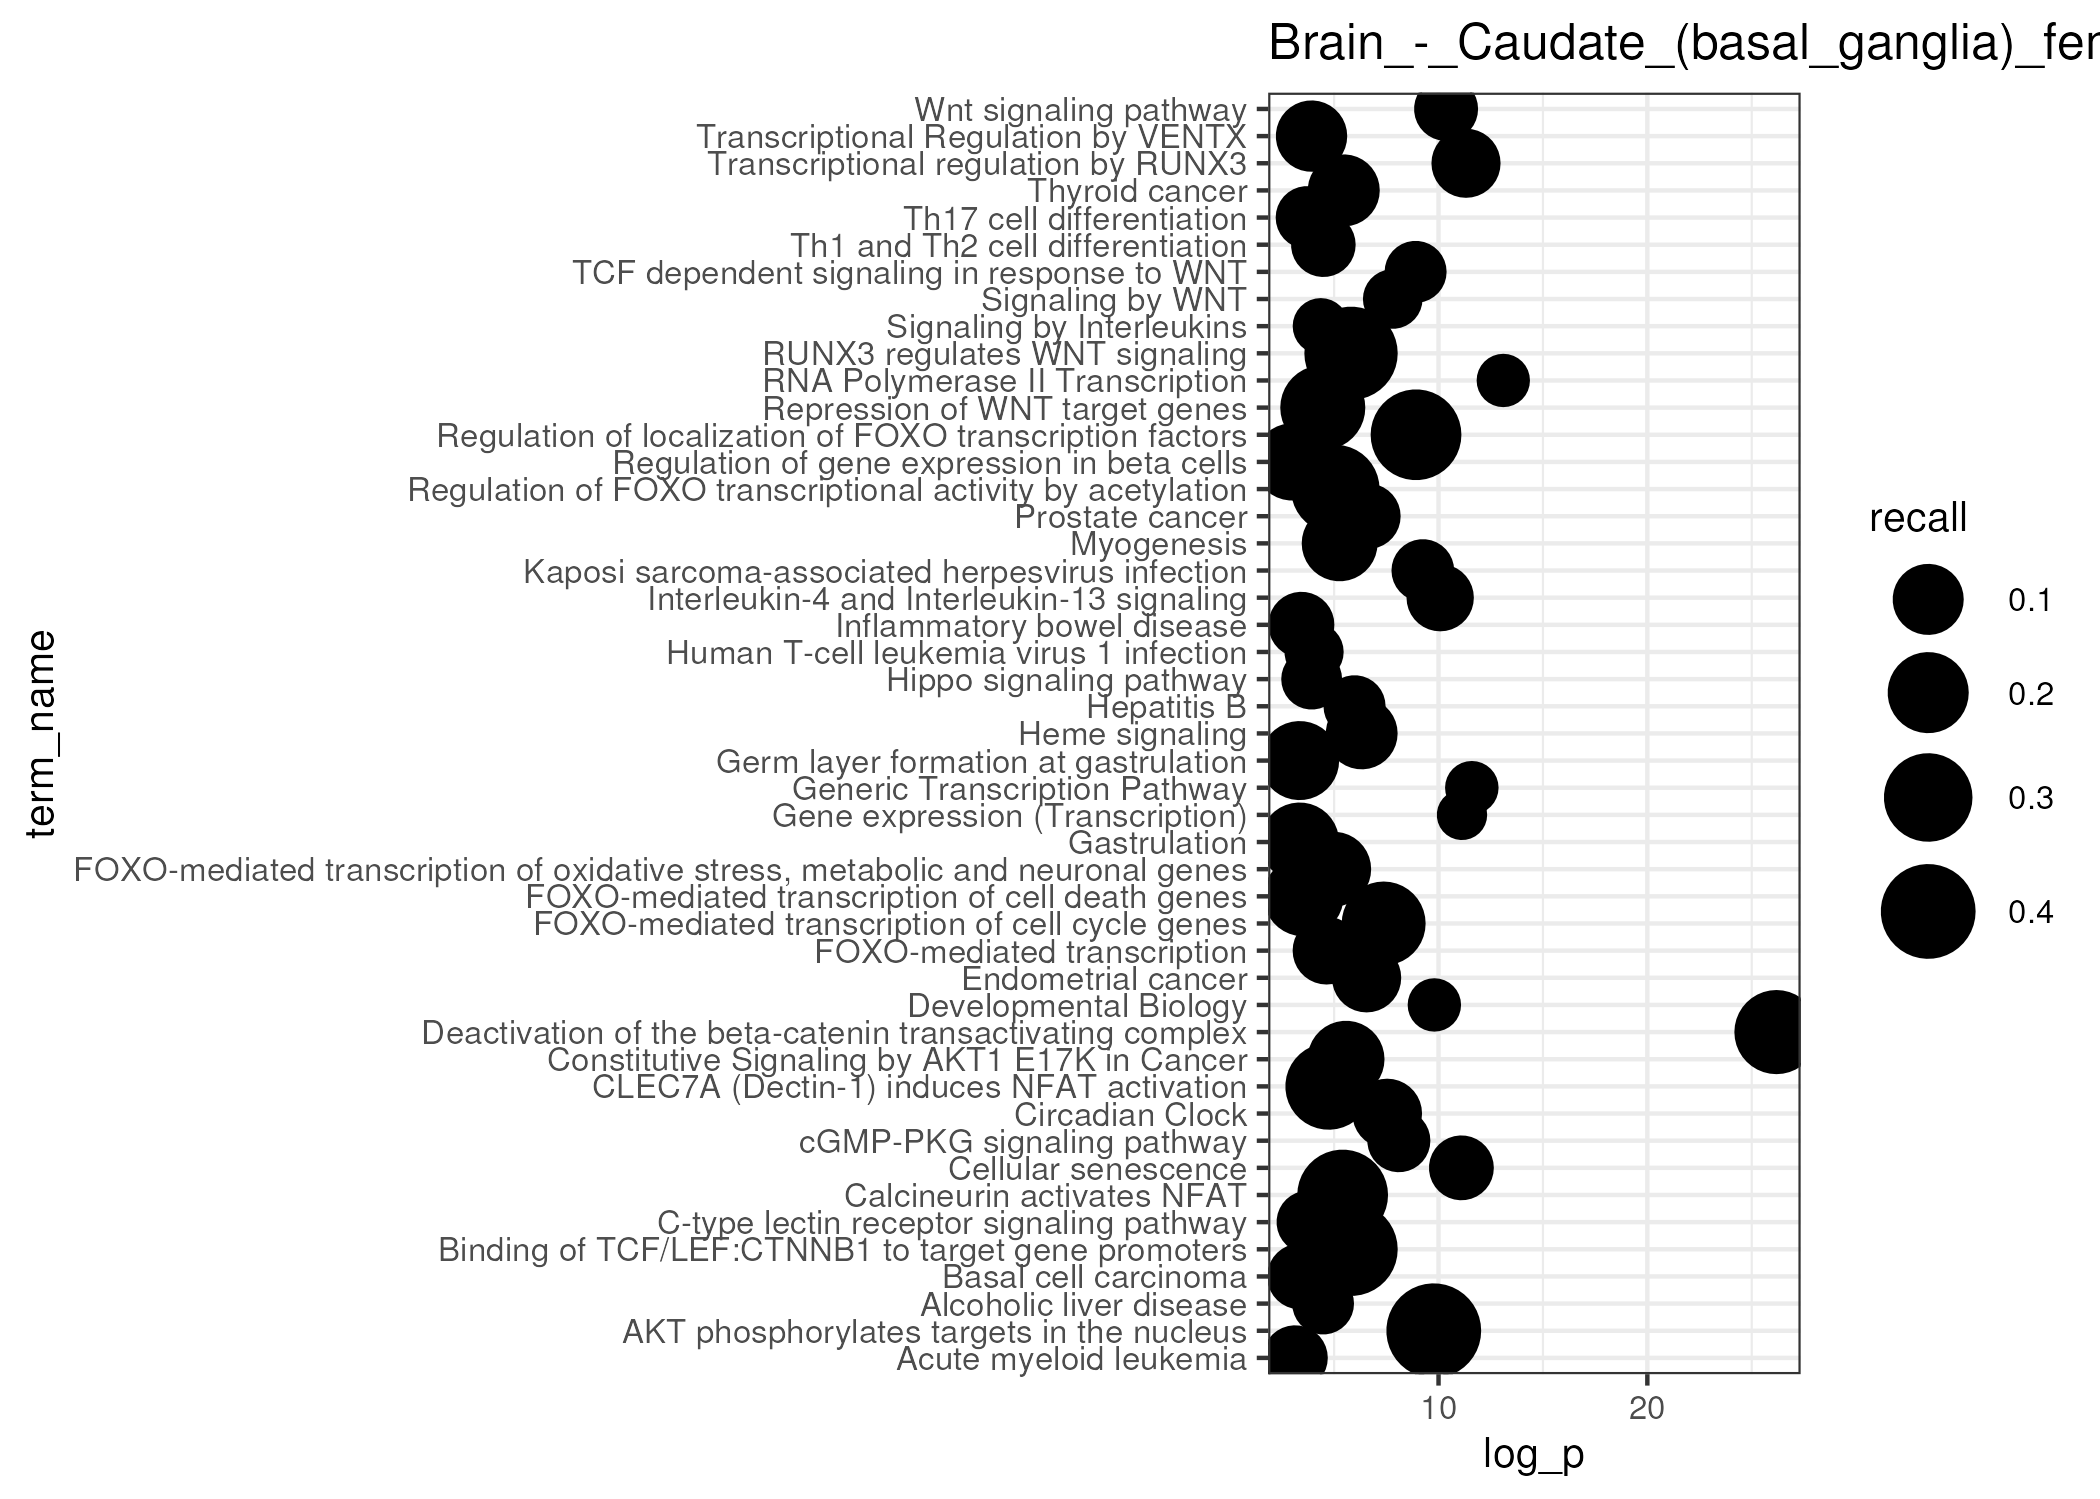 Brain_-_Caudate_(basal_ganglia)_fer
Wnt signaling pathway
Transcriptional Regulation by VENTX
Transcriptional regulation by RUNX3
Thyroid cancer
Th17 cell differentiation
Th1 and Th2 cell differentiation
TCF dependent signaling in response to WNT
Signaling by WNT
Signaling by Interleukins
RUNX3 regulates WNT signaling
RNA Polymerase II Transcription
Repression of WNT target genes
Regulation of localization of FOXO transcription factors
Regulation of gene expression in beta cells
Regulation of FOXO transcriptional activity by acetylation
Prostate cancer
Myogenesis
Kaposi sarcoma-associated herpesvirus infection
Interleukin-4 and Interleukin-13 signaling
Inflammatory bowel disease
Human T-cell leukemia virus 1 infection
Hippo signaling pathway
Hepatitis B
Heme signaling
Germ layer formation at gastrulation
Generic Transcription Pathway
Gene expression (Transcription)
Gastrulation
FOXO-mediated transcription of oxidative stress, metabolic and neuronal genes
FOXO-mediated transcription of cell death genes
FOXO-mediated transcription of cell cycle genes
FOXO-mediated transcription
Endometrial cancer
Developmental Biology
Deactivation of the beta-catenin transactivating complex
Constitutive Signaling by AKT1 E17K in Cancer
CLEC7A (Dectin-1) induces NFAT activation
Circadian Clock
cGMP-PKG signaling pathway
Cellular senescence
Calcineurin activates NFAT
C-type lectin receptor signaling pathway
Binding of TCF/LEF:CTNNB1 to target gene promoters
Basal cell carcinoma
Alcoholic liver disease
AKT phosphorylates targets in the nucleus
Acute myeloid leukemia
term_name
10 20
log_p
recall
0.1
0.2
0.3
0.4